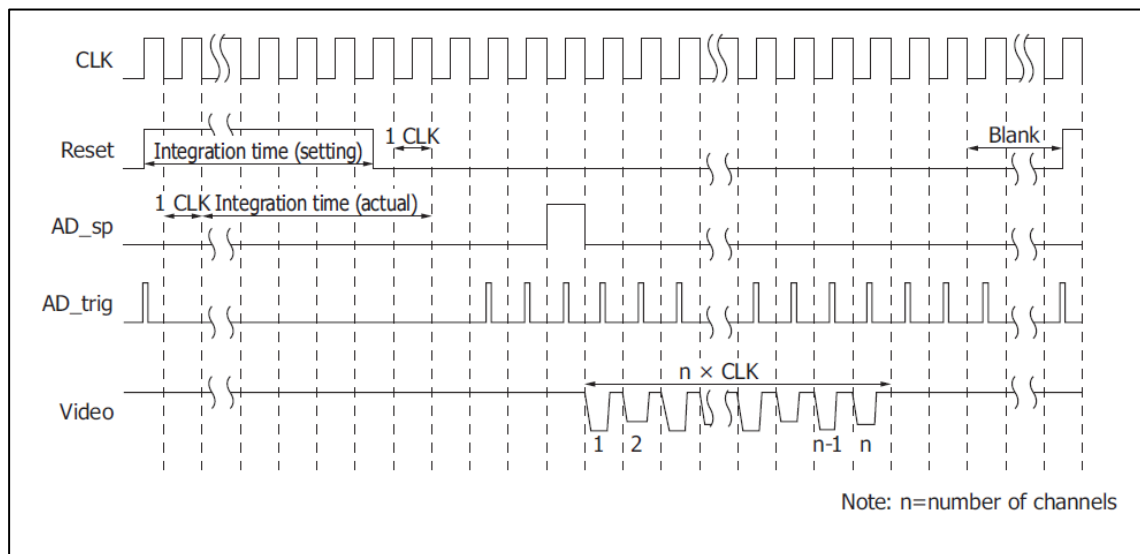 CLK
Reset
1 CLK
Blank
Integration time (setting)
1 CLK Integration time (actual)
AD_sp
AD_trig
n × CLK
Video
1 2 n-1 n
Note: n=number of channels